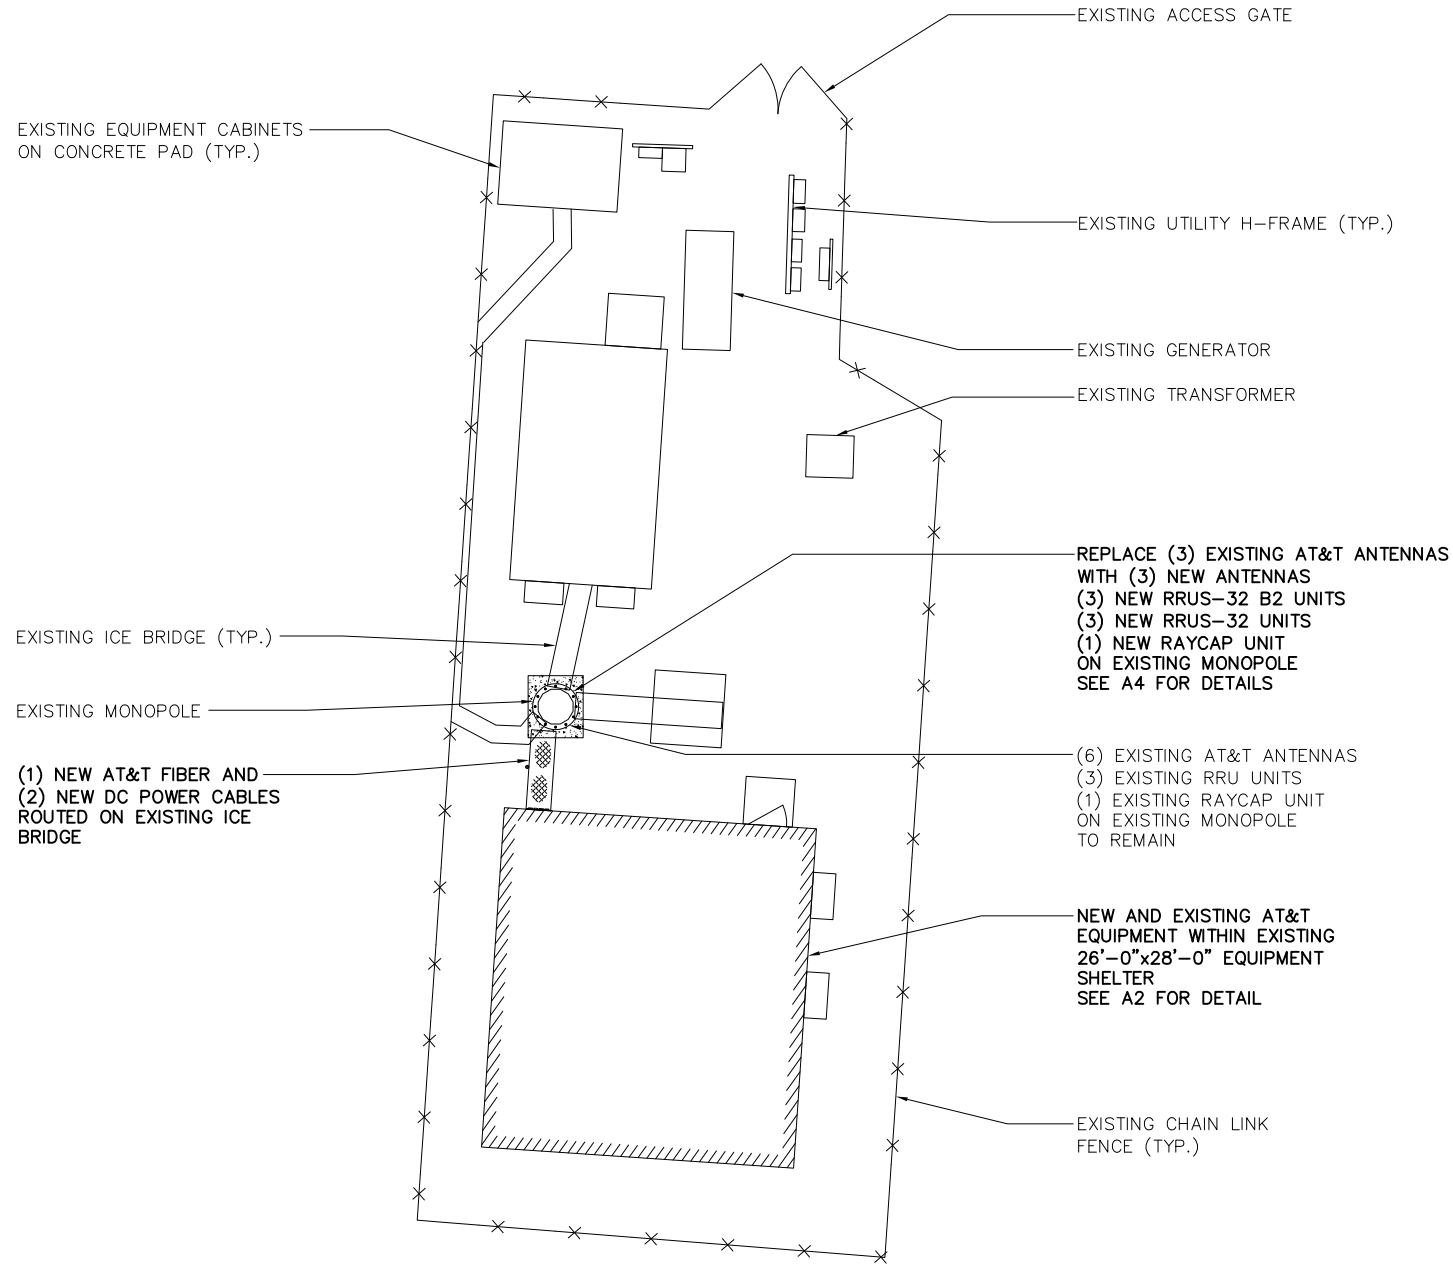 EXISTING ACCESS GATE
EXISTING EQUIPMENT CABINETS
ON CONCRETE PAD (TYP.)
EXISTING UTILITY H-FRAME (TYP.)
EXISTING GENERATOR
EXISTING TRANSFORMER
REPLACE (3) EXISTING AT&T ANTENNAS
WITH (3) NEW ANTENNAS
(3) NEW RRUS-32 B2 UNITS
(3) NEW RRUS-32 UNITS
(1) NEW RAYCAP UNIT
ON EXISTING MONOPOLE
SEE A4 FOR DETAILS
EXISTING ICE BRIDGE (TYP.)
EXISTING MONOPOLE
(1) NEW AT&T FIBER AND
(2) NEW DC POWER CABLES
ROUTED ON EXISTING ICE
BRIDGE
(6) EXISTING AT&T ANTENNAS
(3) EXISTING RRU UNITS
(1) EXISTING RAYCAP UNIT
ON EXISTING MONOPOLE
TO REMAIN
NEW AND EXISTING AT&T
EQUIPMENT WITHIN EXISTING
26'-0"x28'-0" EQUIPMENT
SHELTER
SEE A2 FOR DETAIL
EXISTING CHAIN LINK
FENCE (TYP.)